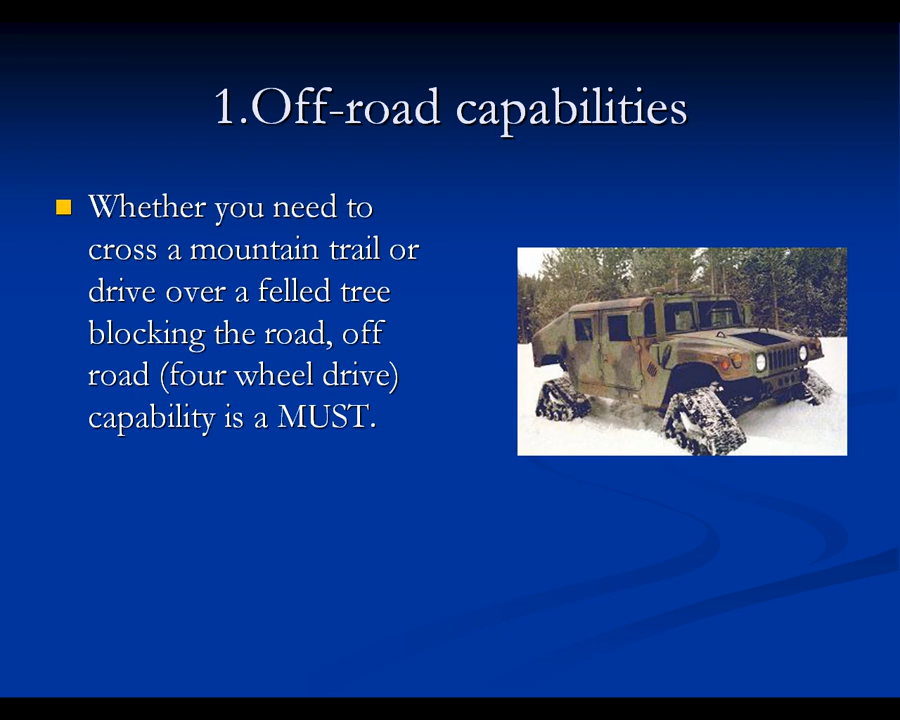 1.Off-road capabilities
Whether you need to
cross a mountain trail or
drive over a felled tree
blocking the road, off
road (four wheel drive)
capability is a MUST.